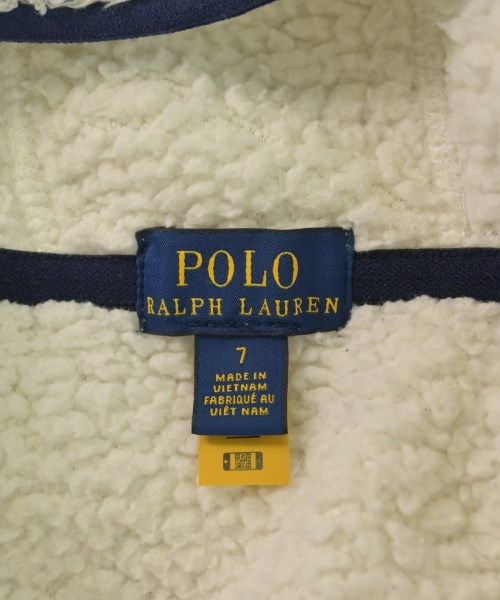 POLO
RALPH LAUREN
7
MADE IN
VIETNAM
FABRIQUÉ AU
VIÊT NAM